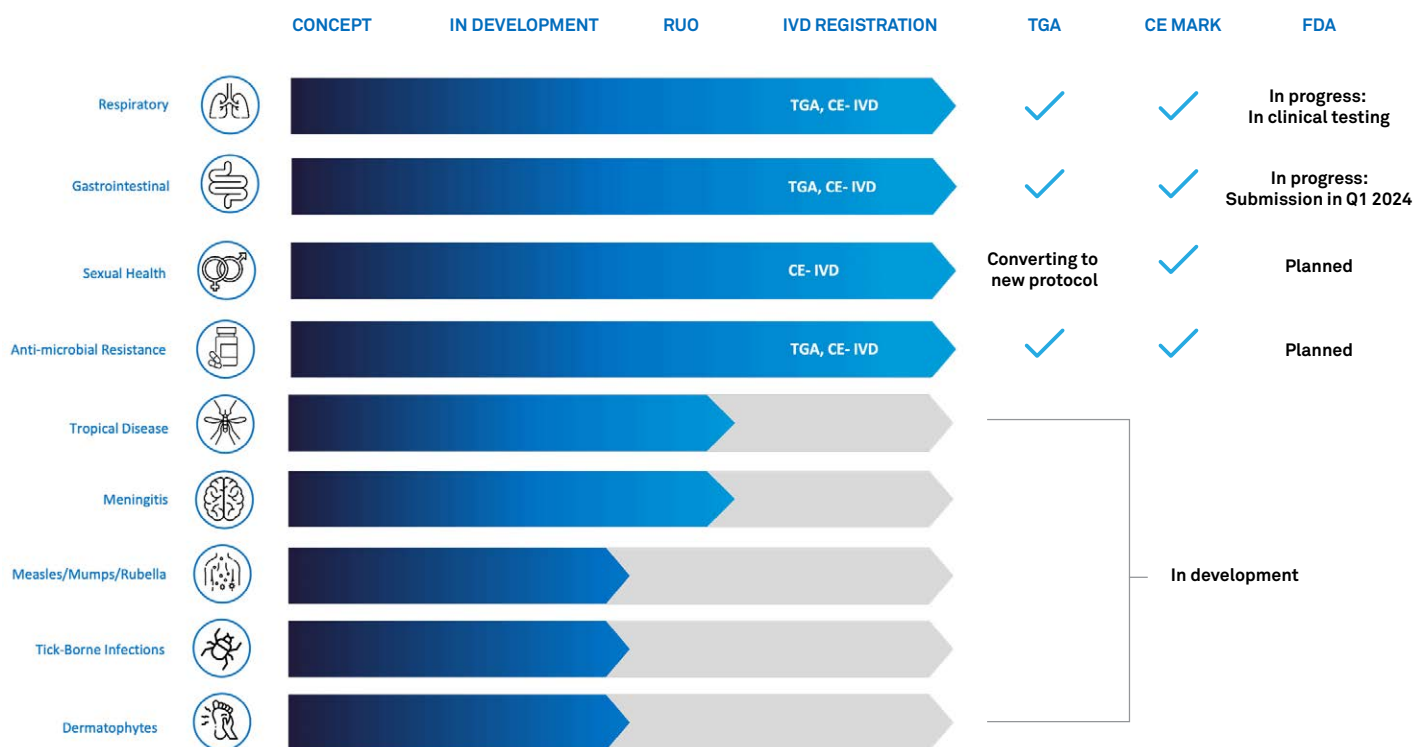 CONCEPT IN DEVELOPMENT RUO IVD REGISTRATION TGA CE MARK FDA
Respiratory
TGA, CE- IVD
In progress:
In clinical testing
Gastrointestinal
TGA, CE- IVD
In progress:
Submission in Q1 2024
Sexual Health
CE- IVD
Converting to
new protocol
Planned
Anti-microbial Resistance
TGA, CE- IVD
Planned
Tropical Disease
Meningitis
Measles/Mumps/Rubella
In development
Tick-Borne Infections
Dermatophytes